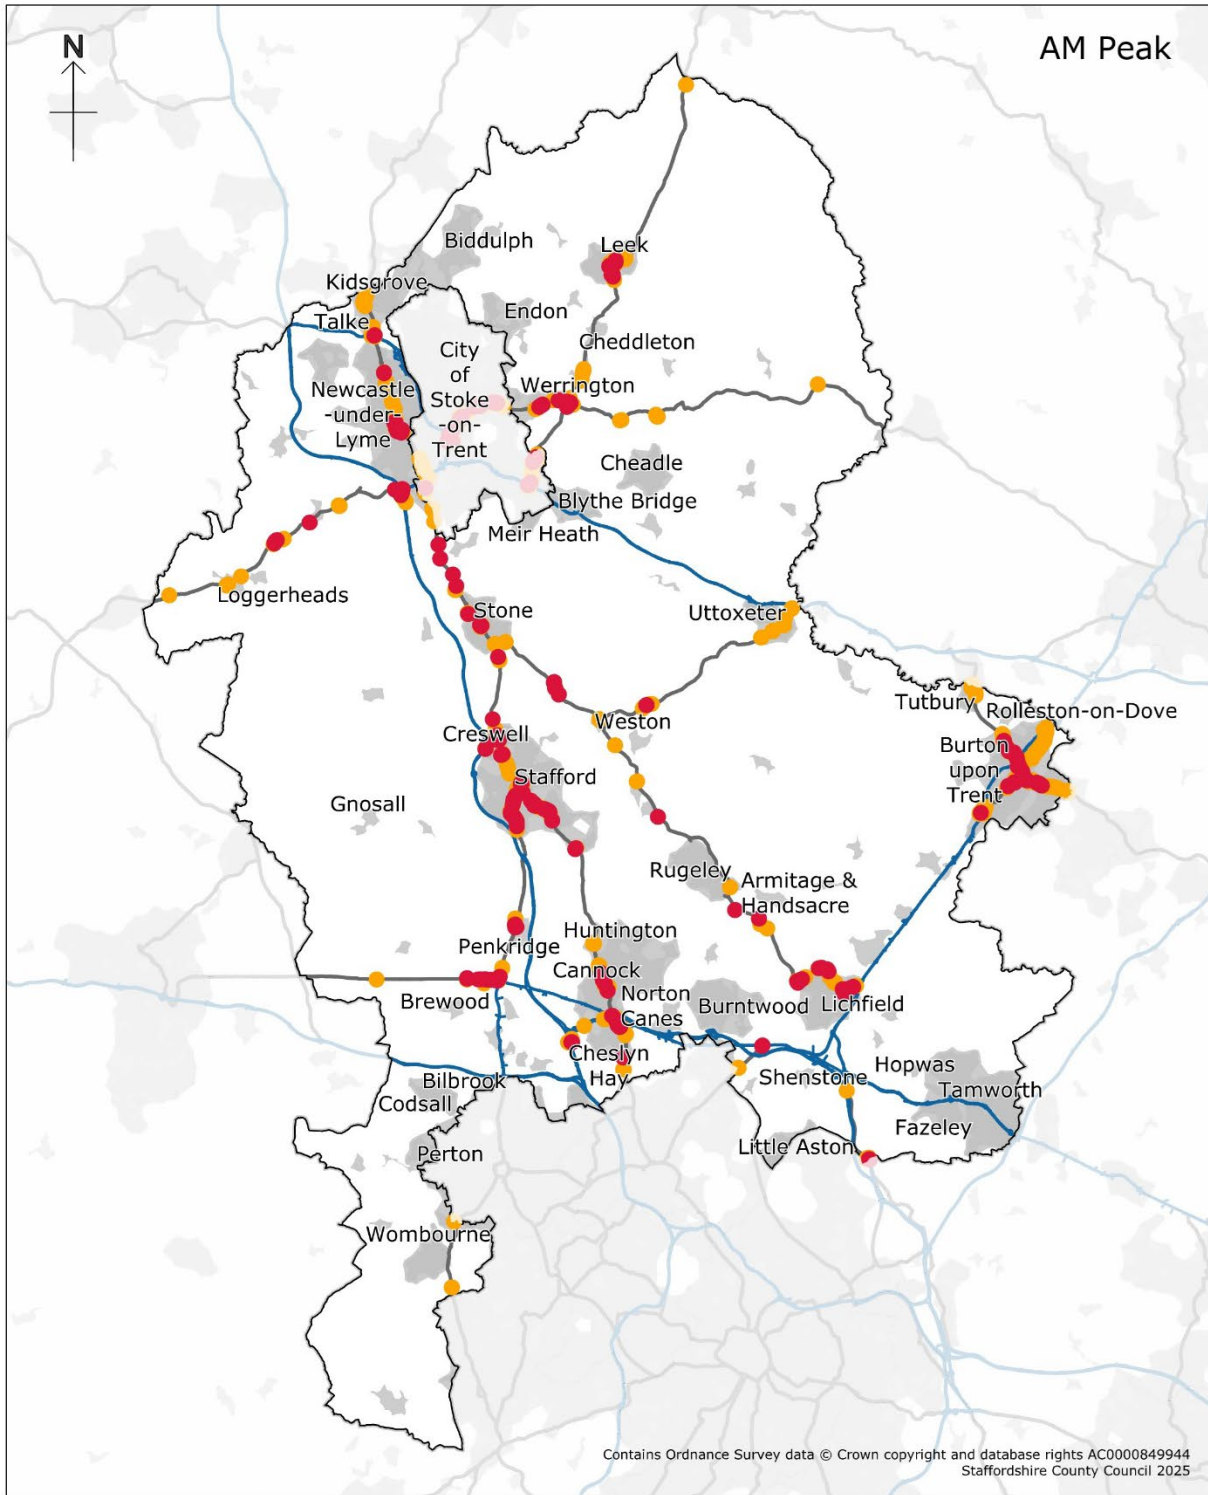 AM Peak
N
Biddulph
Leek
Kidsgrove
Endon
Talke
Cheddleton
City
of
Stoke
-on-
Trent
Werrington
Newcastle
-under-
Lyme
Cheadle
Blythe Bridge
Meir Heath
Loggerheads
Stone
Uttoxeter
Tutbury
Rolleston-on-Dove
Weston
Creswell
Burton
upon
Trent
Stafford
Gnosall
Rugeley
Armitage &
Handsacre
Huntington
Penkridge
Cannock
Brewood
Norton
Canes
Burntwood
Lichfield
Cheslyn
Hay
Shenstone
Hopwas
Bilbrook
Codsall
Tamworth
Fazeley
Little Aston
Perton
Wombourne
Contains Ordnance Survey data © Crown copyright and database rights AC0000849944
Staffordshire County Council 2025